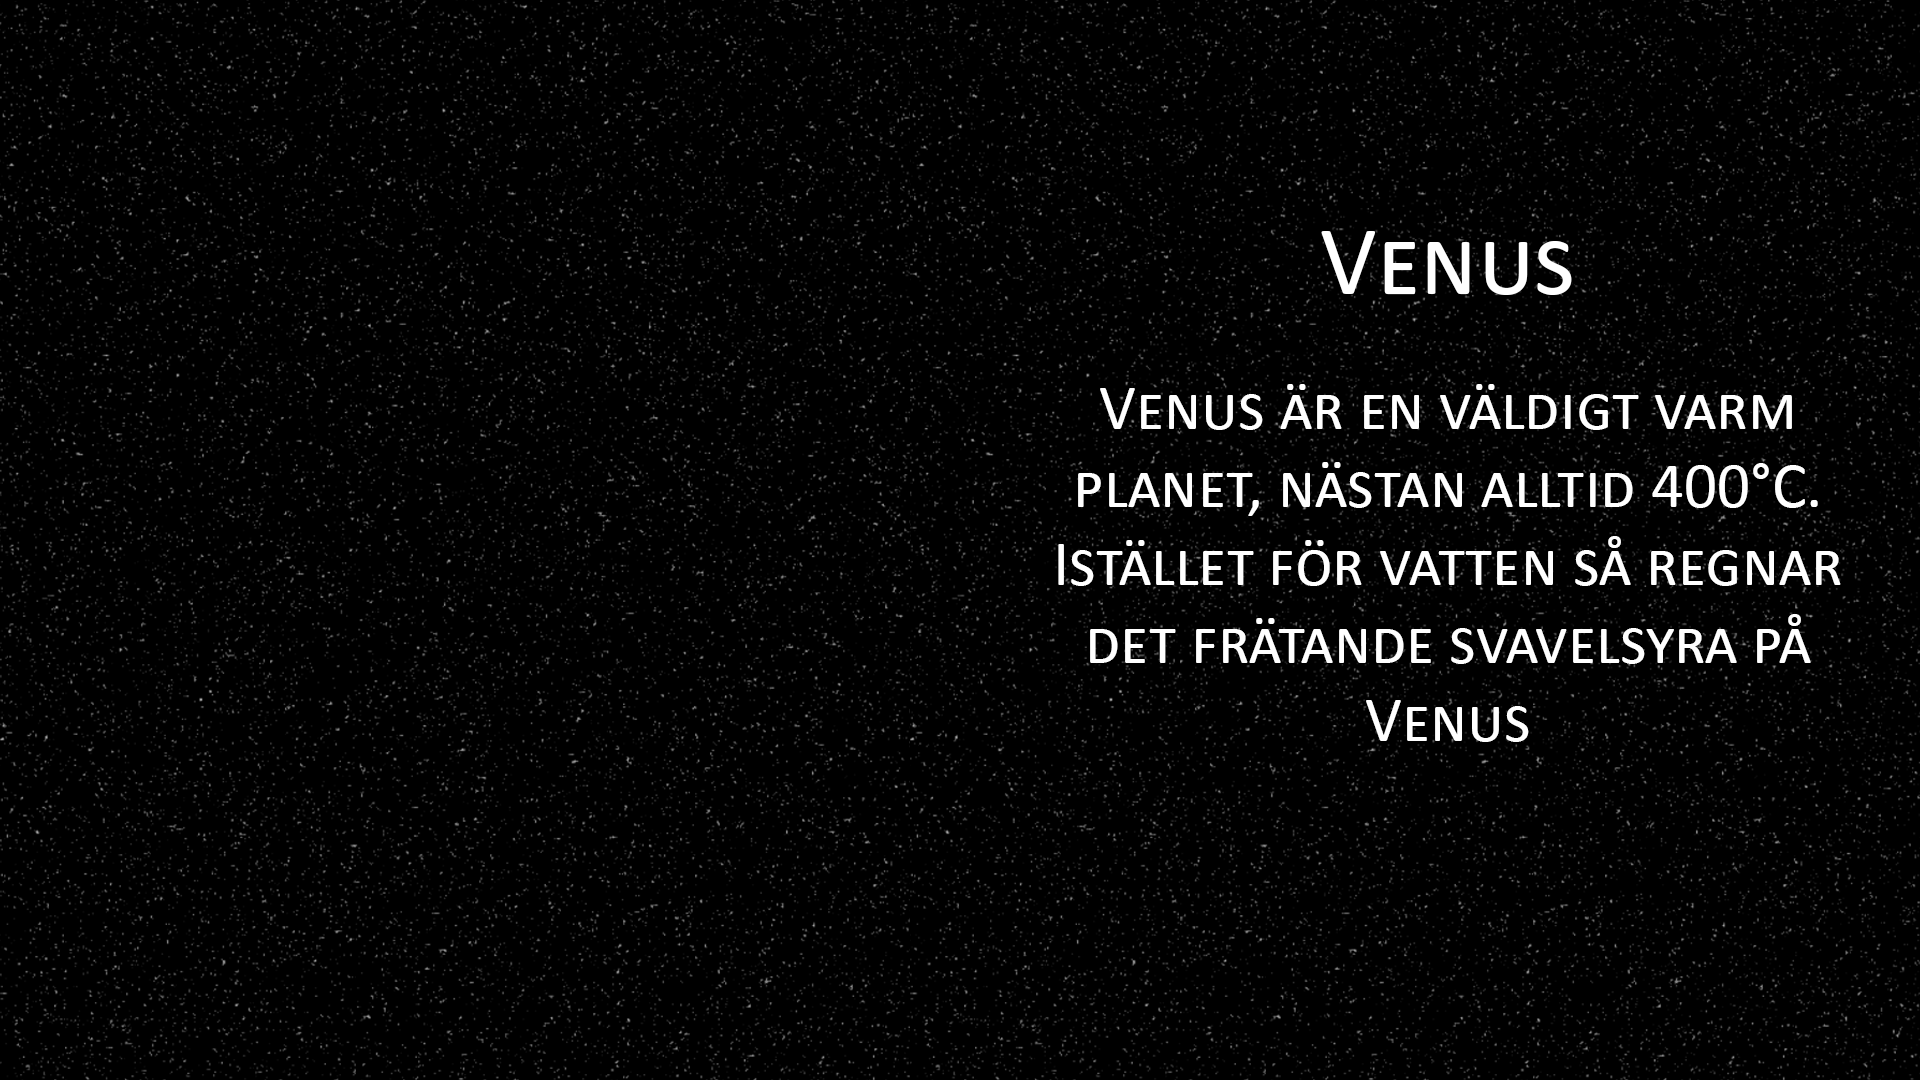 Venus
Venus är en väldigt varm
planet, nästan alltid 400°C.
Istället för vatten så regnar
det frätande svavelsyra på
Venus